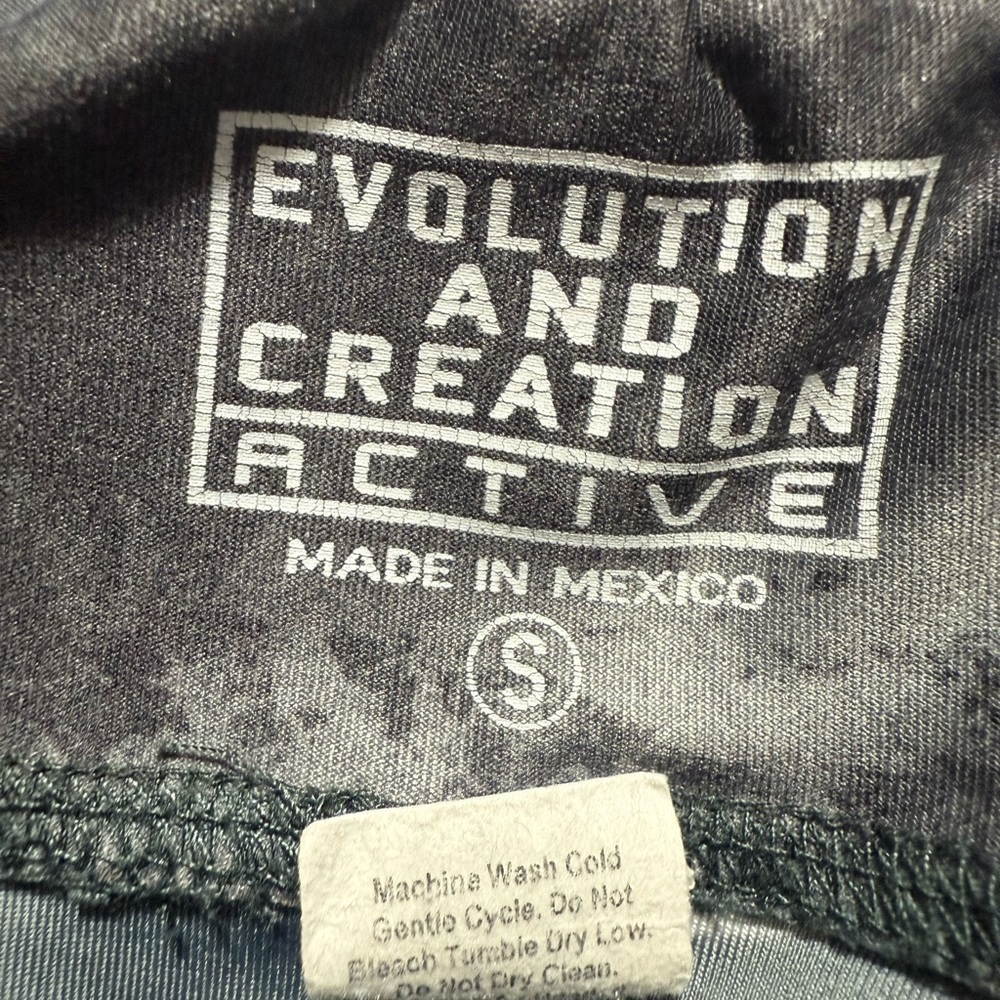 EVOLUTION
AND
CREATION
ACTIVE
MADE IN MEXICO
S
Machine Wash Cold
Gentle Cycle. Do Not
Bleach Tumble Dry Low.
Do Not Dry Clean.